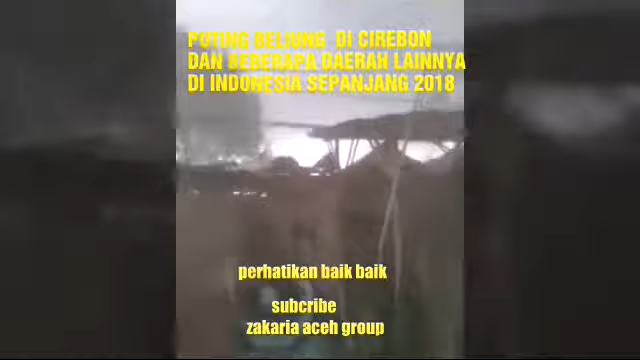 PUTING BELIUNG DI CIREBON
DAN BEBERAPA DAERAH LAINNYA
DI INDONESIA SEPANJANG 2018
perhatikan baik baik
subcribe
zakaria aceh group